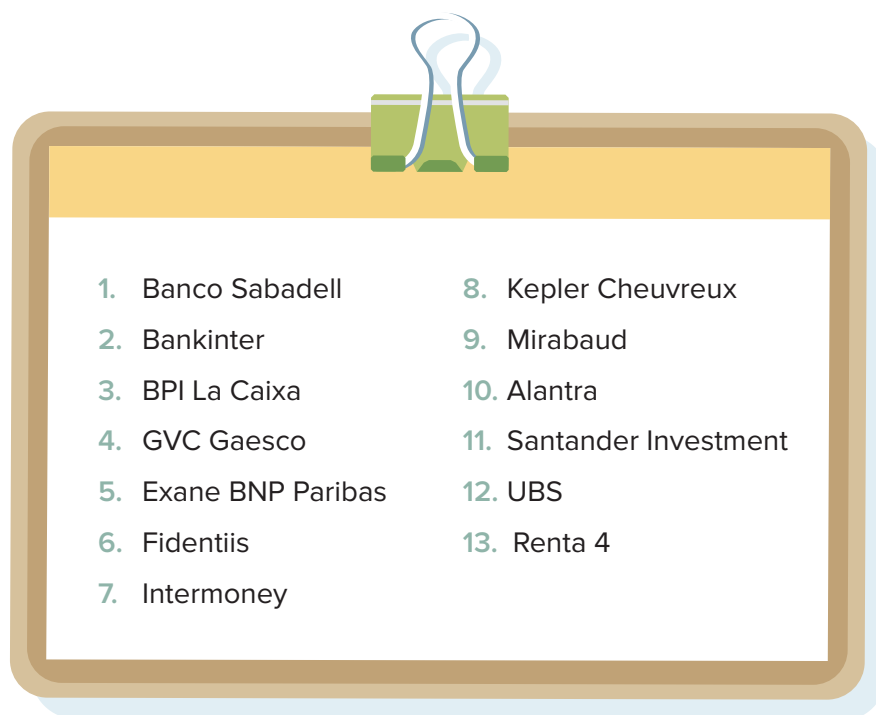 1. Banco Sabadell
2. Bankinter
3. BPI La Caixa
4. GVC Gaesco
5. Exane BNP Paribas
6. Fidentiis
7. Intermoney
8. Kepler Cheuvreux
9. Mirabaud
10. Alantra
11. Santander Investment
12. UBS
13. Renta 4